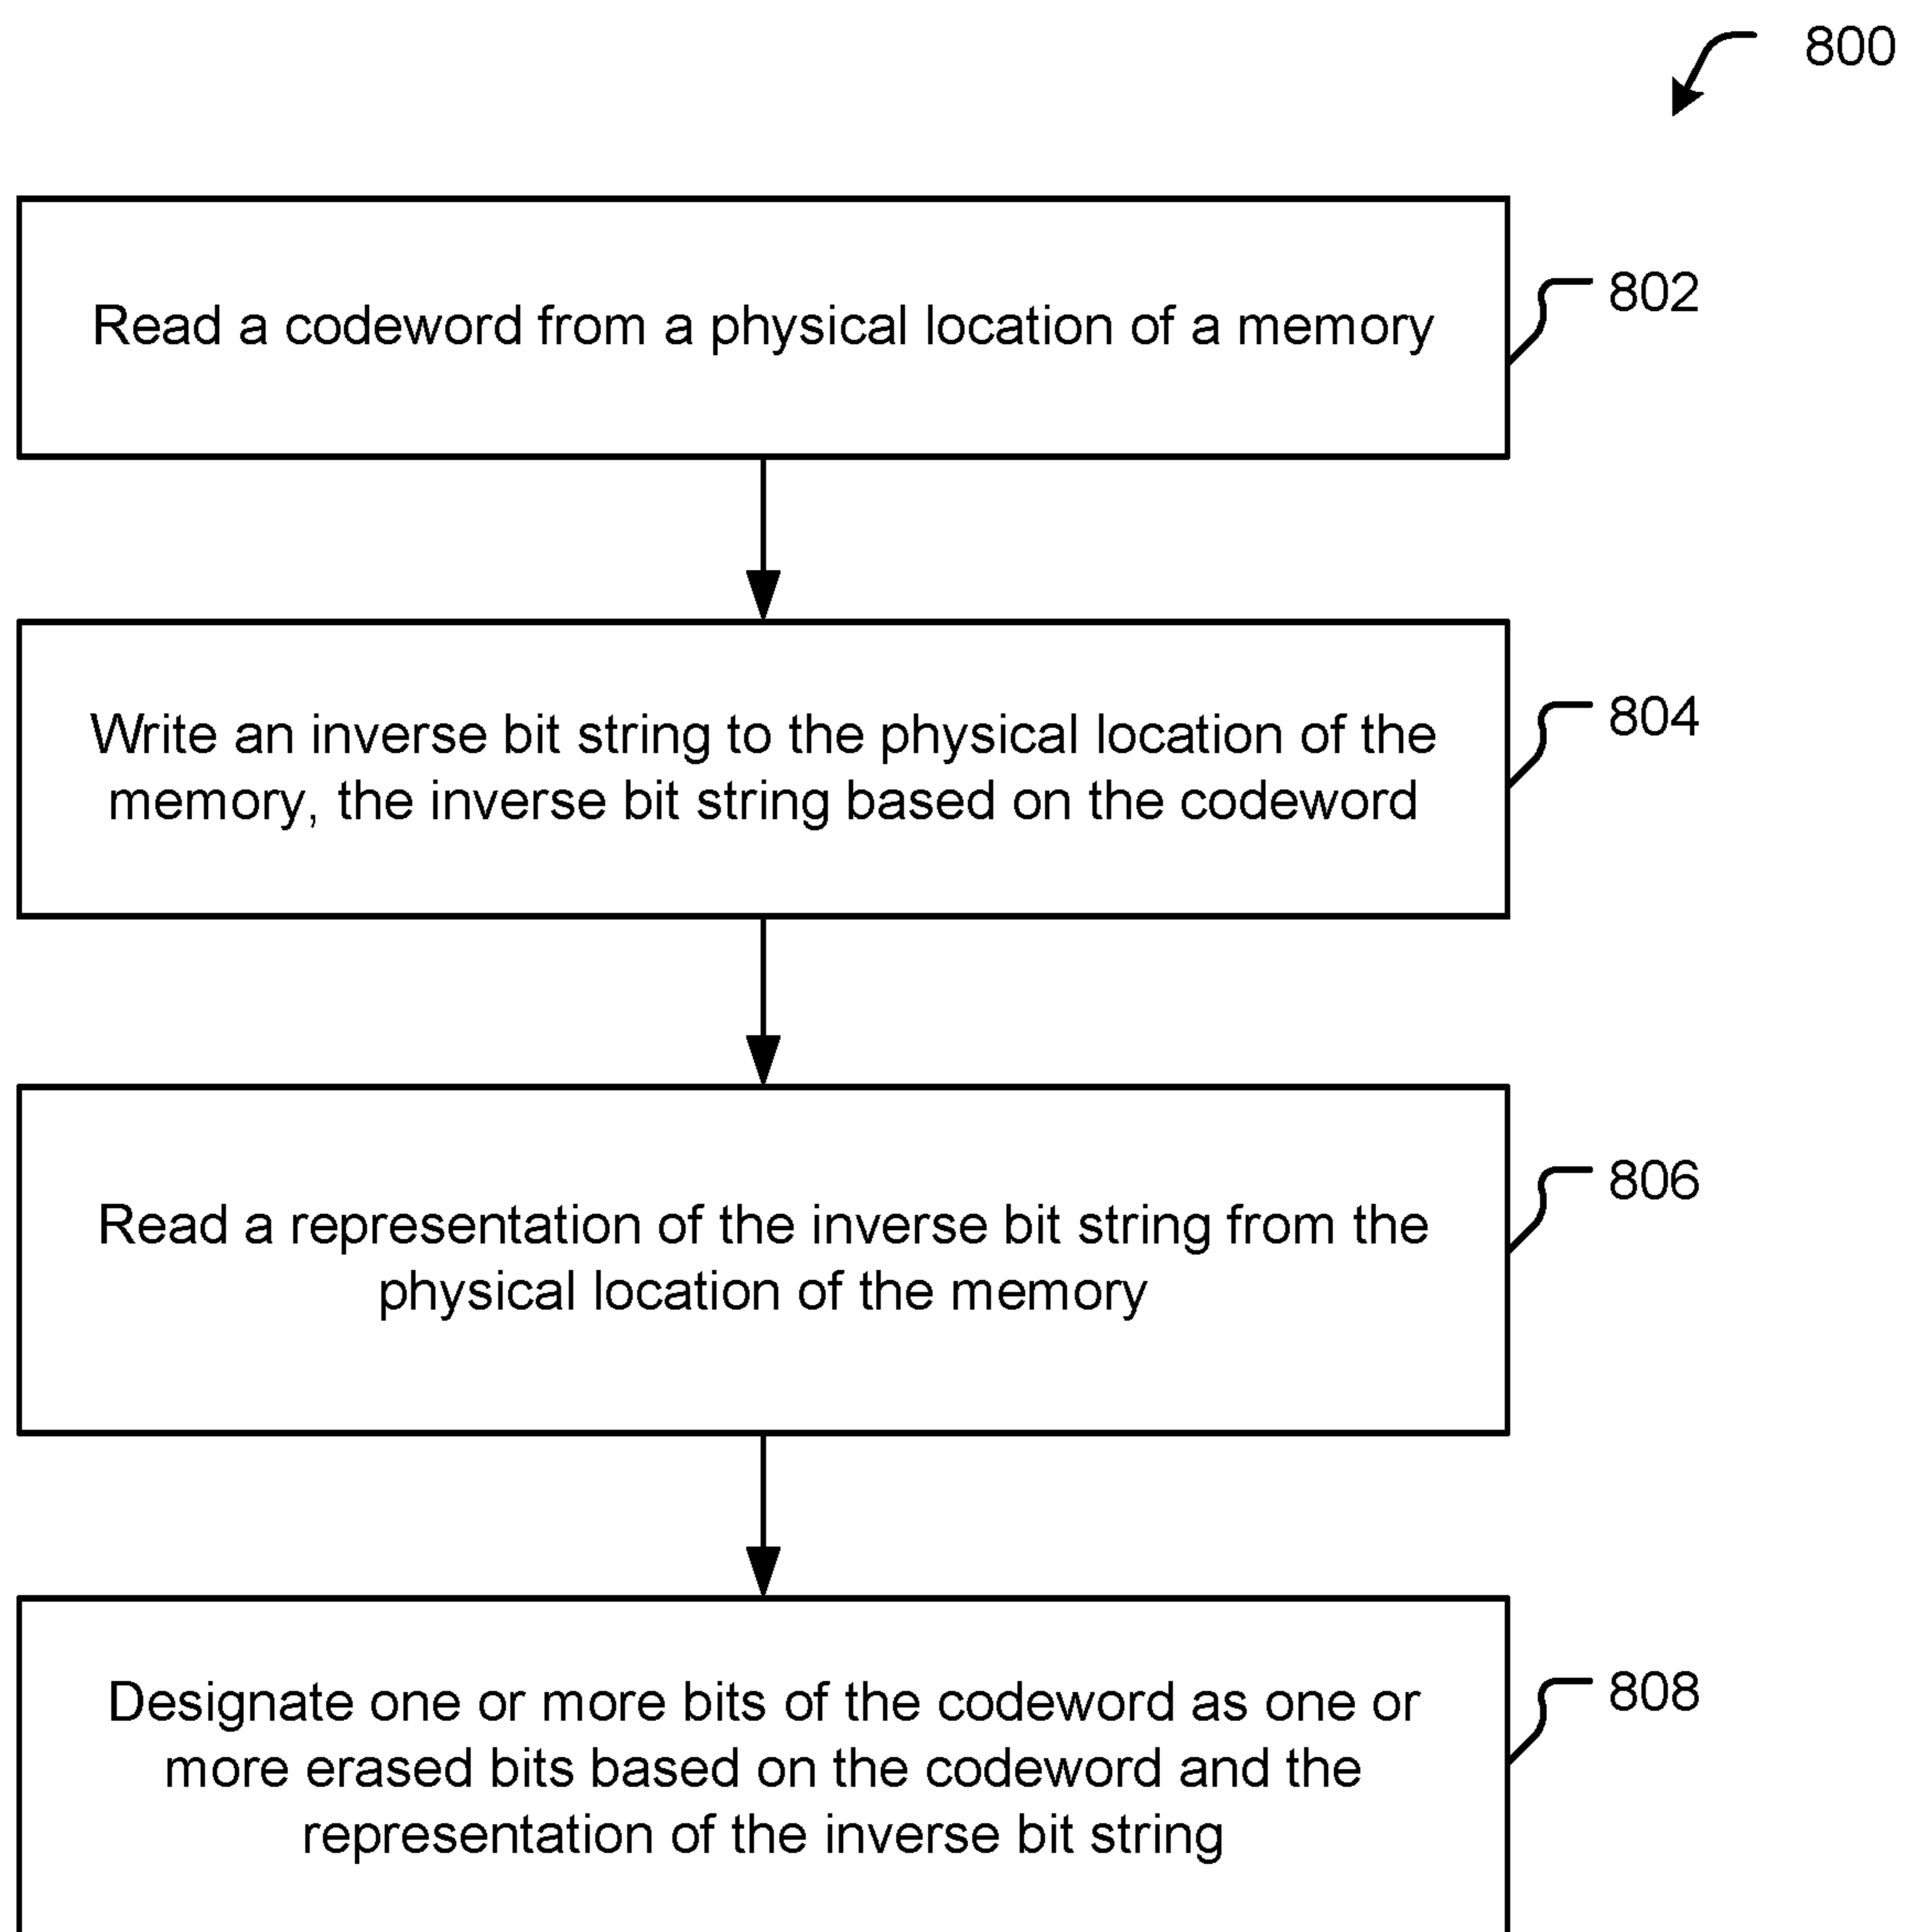 800
Read a codeword from a physical location of a memory
802
Write an inverse bit string to the physical location of the
memory, the inverse bit string based on the codeword
804
Read a representation of the inverse bit string from the
physical location of the memory
806
Designate one or more bits of the codeword as one or
more erased bits based on the codeword and the
representation of the inverse bit string
808